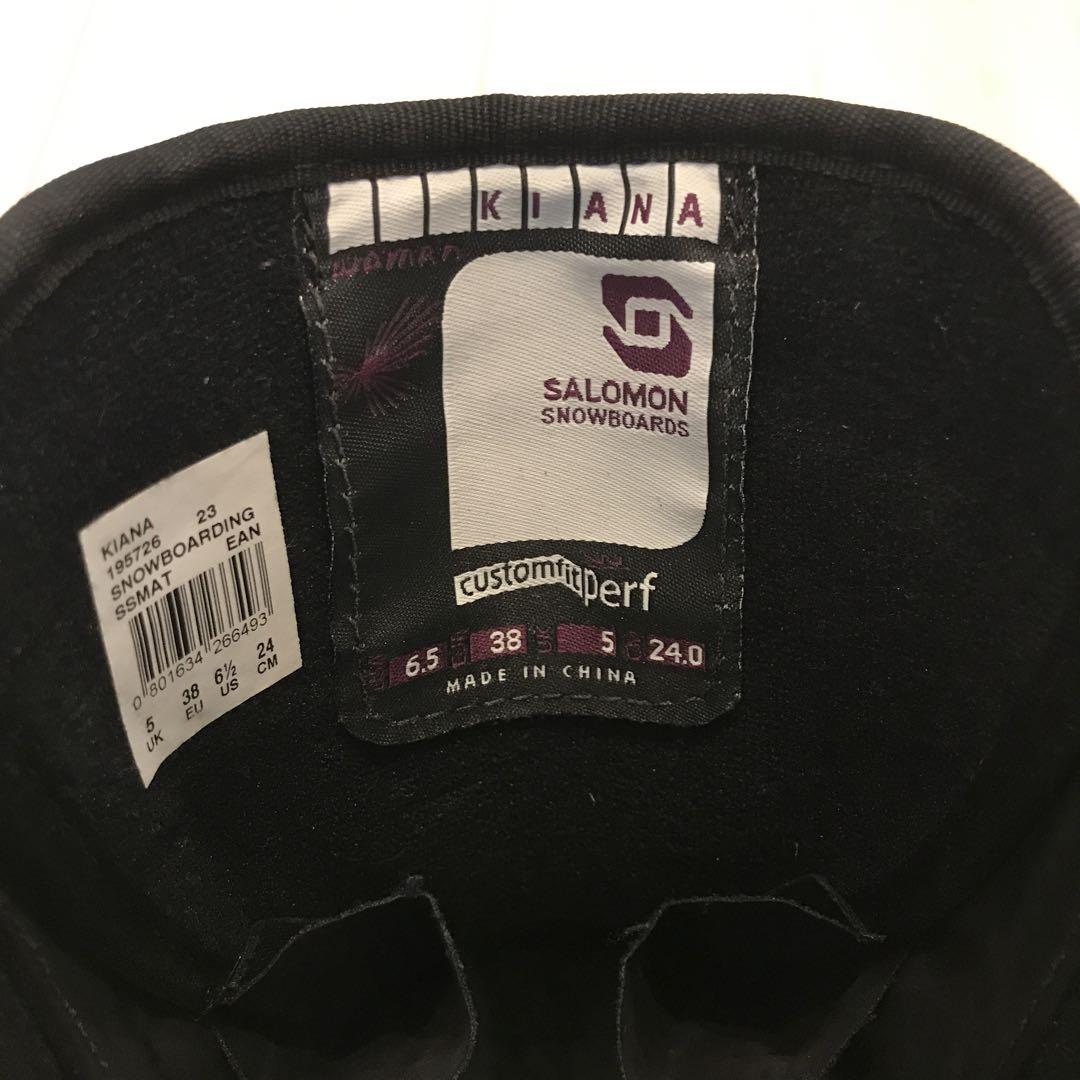 KIANA
woman
SALOMON
SNOWBOARDS
customfit perf
6.5 38 5 24.0
MADE IN CHINA
KIANA 23
195726
SNOWBOARDING
SSMAT EAN
0 801634 266493
5 38 6½ 24
UK EU US CM